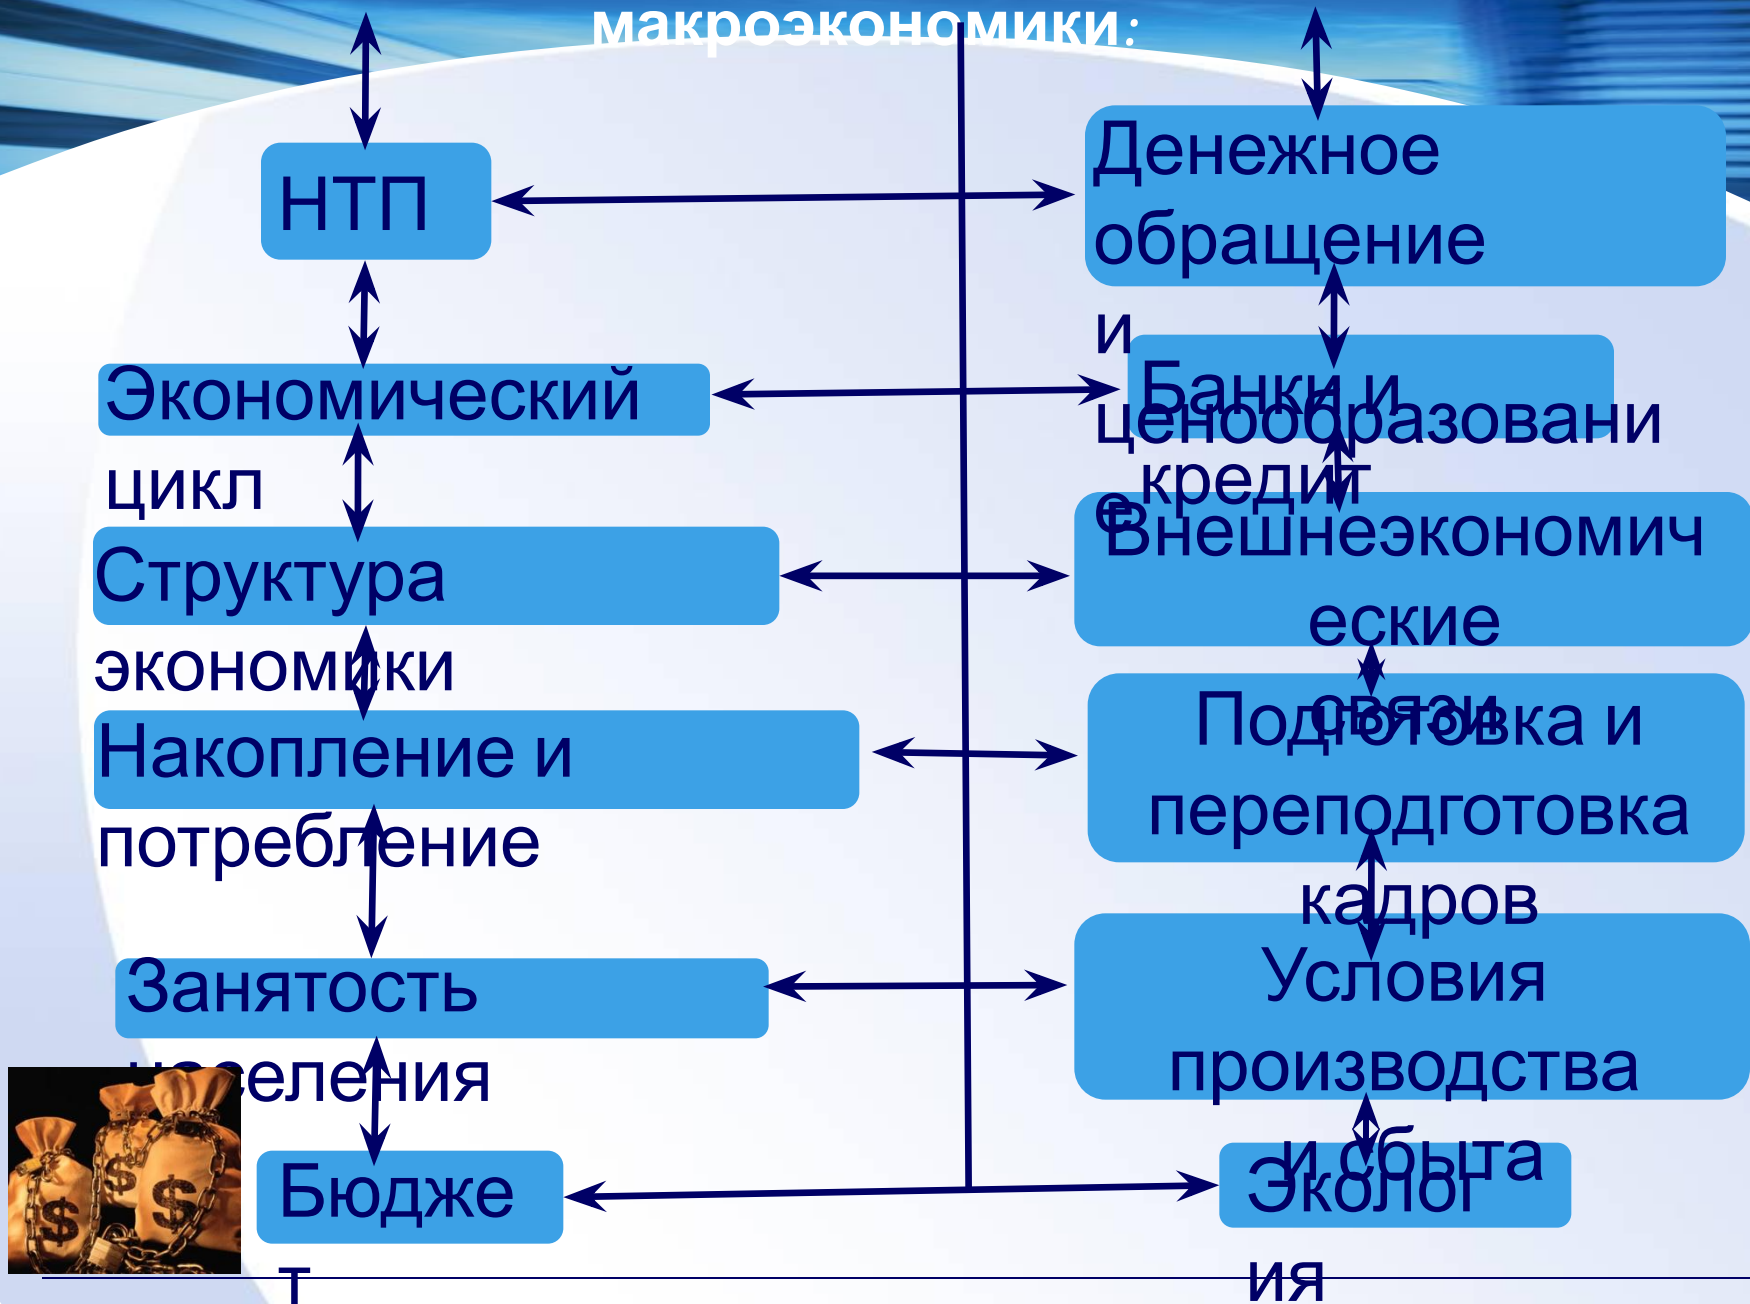 макроэкономики:
НТП
Денежное
обращение
и
ценообразовани
е
Экономический
цикл
Банки и
кредит
Структура
экономики
Внешнеэкономич
еские
связи
Накопление и
потребление
Подготовка и
переподготовка
кадров
Занятость
населения
Условия
производства
и сбыта
Бюдже
т
Эколог
ия
$
$
$